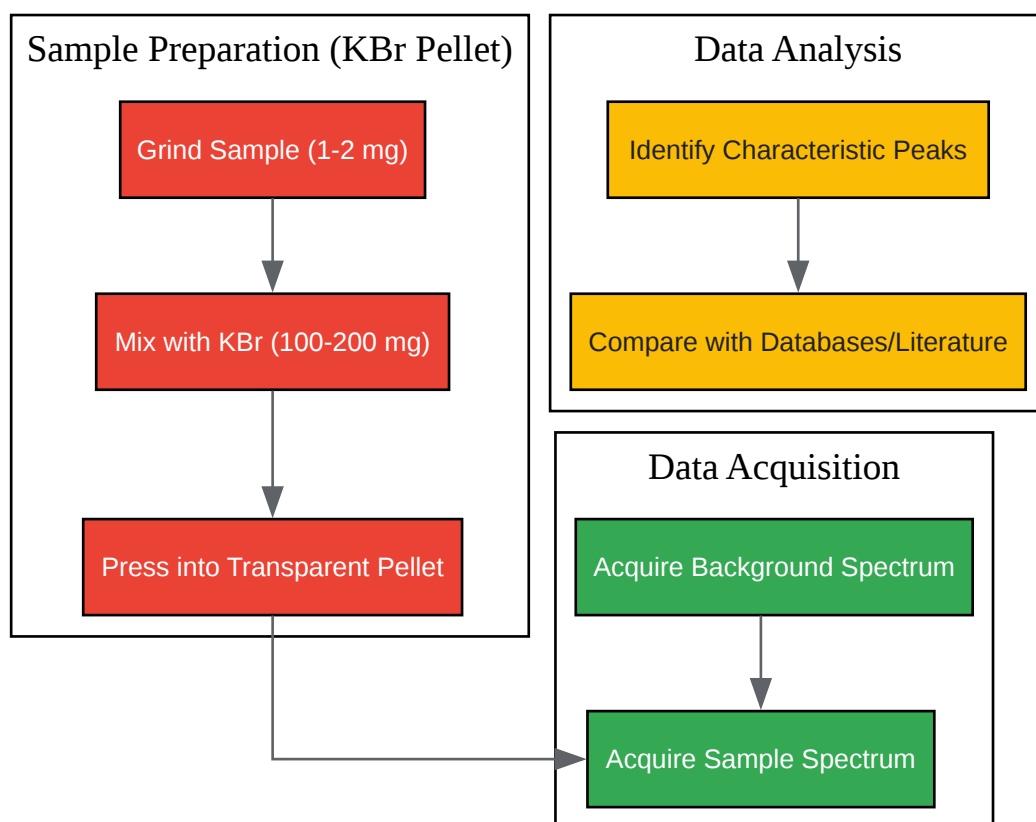 Sample Preparation (KBr Pellet)
Grind Sample (1-2 mg)
Mix with KBr (100-200 mg)
Press into Transparent Pellet
Data Analysis
Identify Characteristic Peaks
Compare with Databases/Literature
Data Acquisition
Acquire Background Spectrum
Acquire Sample Spectrum